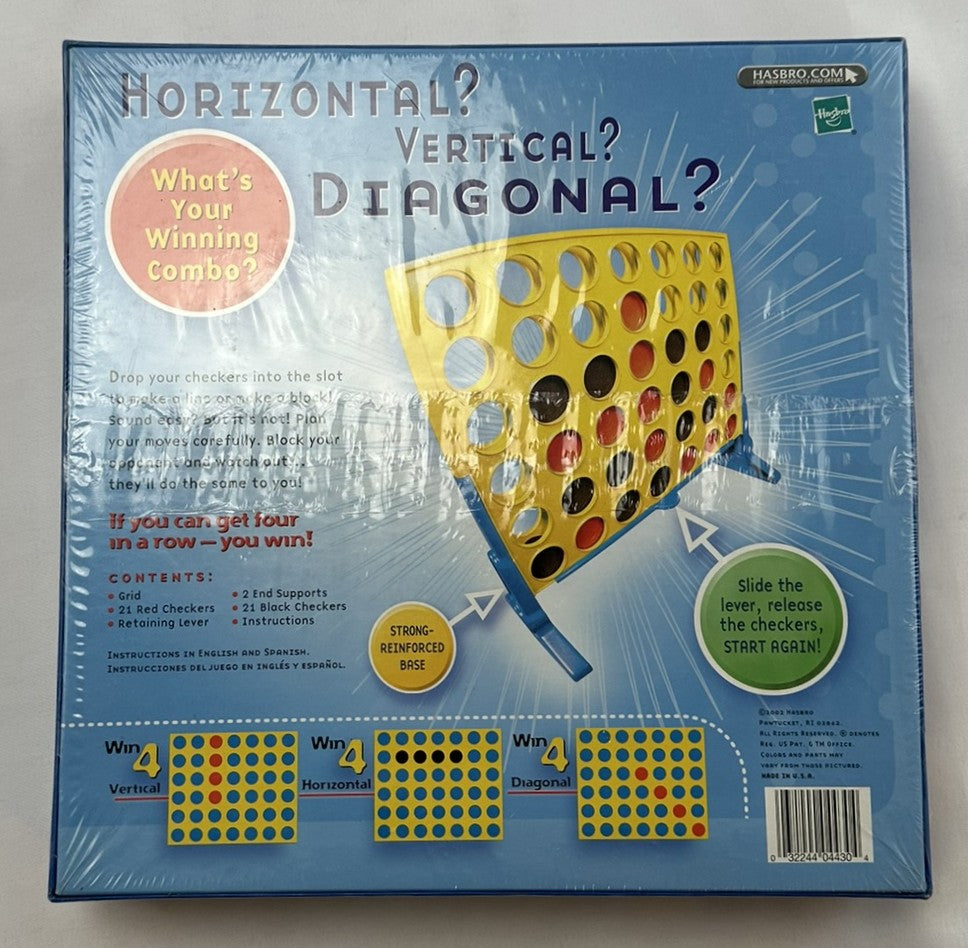 HORIZONTAL?
VERTICAL?
DIAGONAL?
HASBRO.COM
FOR NEW PRODUCTS AND OFFERS
Hasbro
What's
Your
Winning
Combo?
Drop your checkers into the slot
to make a line or make a block!
Sound easy? But it's not! Plan
your moves carefully. Block your
opponent and watch out...
they'll do the same to you!
If you can get four
in a row — you win!
CONTENTS:
• Grid
• 21 Red Checkers
• Retaining Lever
• 2 End Supports
• 21 Black Checkers
• Instructions
INSTRUCTIONS IN ENGLISH AND SPANISH.
INSTRUCCIONES DEL JUEGO EN INGLÉS Y ESPAÑOL.
STRONG-
REINFORCED
BASE
Slide the
lever, release
the checkers,
START AGAIN!
©2002 HASBRO
PAWTUCKET, RI 02862.
ALL RIGHTS RESERVED. ® DENOTES
REG. US PAT. & TM OFFICE.
COLORS AND PARTS MAY
VARY FROM THOSE PICTURED.
MADE IN U.S.A.
Win 4
Vertical
Win 4
Horizontal
Win 4
Diagonal
0 32244 04430 4